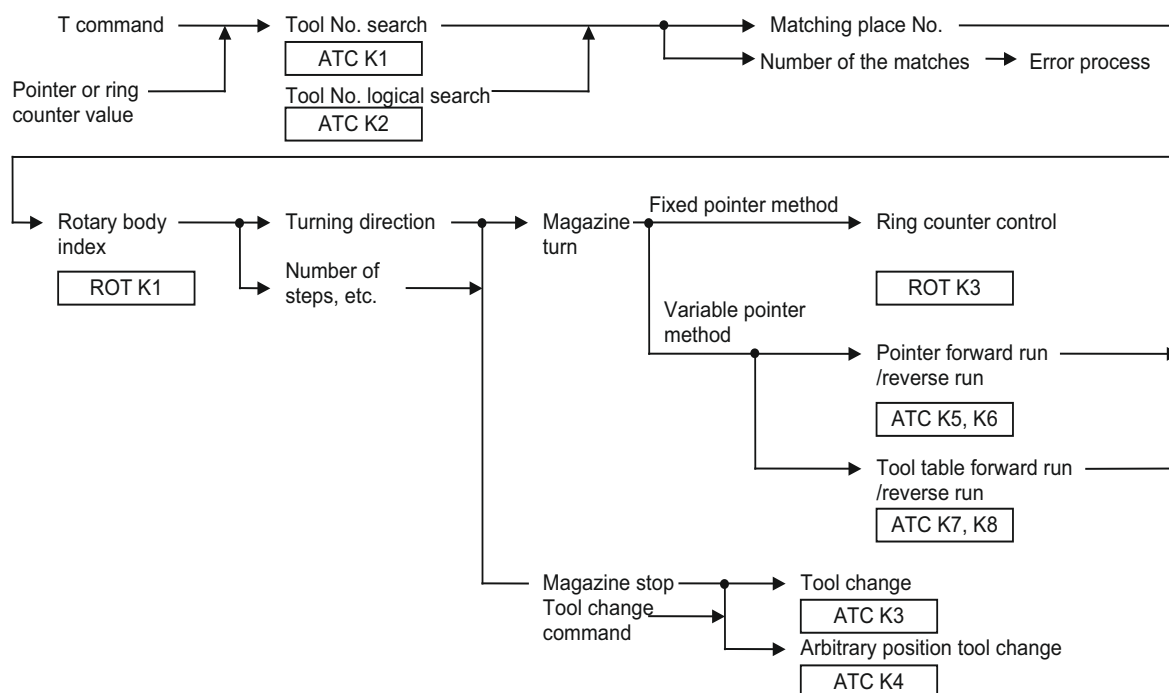 T command
Tool No. search
Matching place No.
ATC K1
Number of the matches
Error process
Pointer or ring
counter value
Tool No. logical search
ATC K2
Rotary body
index
Turning direction
Magazine
turn
Fixed pointer method
Ring counter control
ROT K1
Number of
steps, etc.
ROT K3
Variable pointer
method
Pointer forward run
/reverse run
ATC K5, K6
Tool table forward run
/reverse run
ATC K7, K8
Magazine stop
Tool change
command
Tool change
ATC K3
Arbitrary position tool change
ATC K4